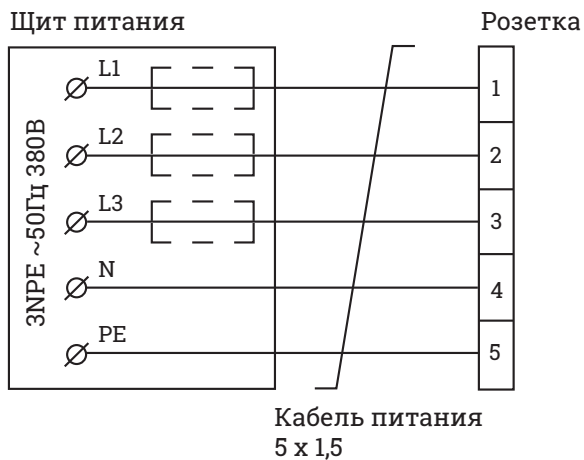 Щит питания
Розетка
3NPE ~50Гц 380В
L1
1
L2
2
L3
3
N
4
PE
5
Кабель питания
5 x 1,5